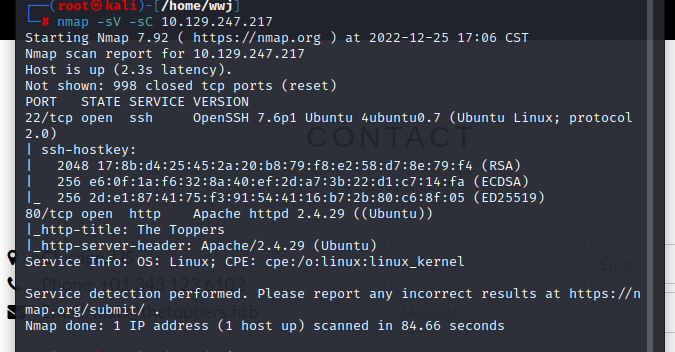 ┌──(root㉿kali)-[/home/wwj]
└─# nmap -sV -sC 10.129.247.217
Starting Nmap 7.92 ( https://nmap.org ) at 2022-12-25 17:06 CST
Nmap scan report for 10.129.247.217
Host is up (2.3s latency).
Not shown: 998 closed tcp ports (reset)
PORT   STATE SERVICE VERSION
22/tcp open  ssh     OpenSSH 7.6p1 Ubuntu 4ubuntu0.7 (Ubuntu Linux; protocol
2.0)
CONTACT
| ssh-hostkey:
|   2048 17:8b:d4:25:45:2a:20:b8:79:f8:e2:58:d7:8e:79:f4 (RSA)
|   256 e6:0f:1a:f6:32:8a:40:ef:2d:a7:3b:22:d1:c7:14:fa (ECDSA)
|_  256 2d:e1:87:41:75:f3:91:54:41:16:b7:2b:80:c6:8f:05 (ED25519)
80/tcp open  http    Apache httpd 2.4.29 ((Ubuntu))
|_http-title: The Toppers
|_http-server-header: Apache/2.4.29 (Ubuntu)
Service Info: OS: Linux; CPE: cpe:/o:linux:linux_kernel
Email
Phone: +01 343 123 6102
Service detection performed. Please report any incorrect results at https://n
map.org/submit/ .
thetoppers.htb
Message
Nmap done: 1 IP address (1 host up) scanned in 84.66 seconds